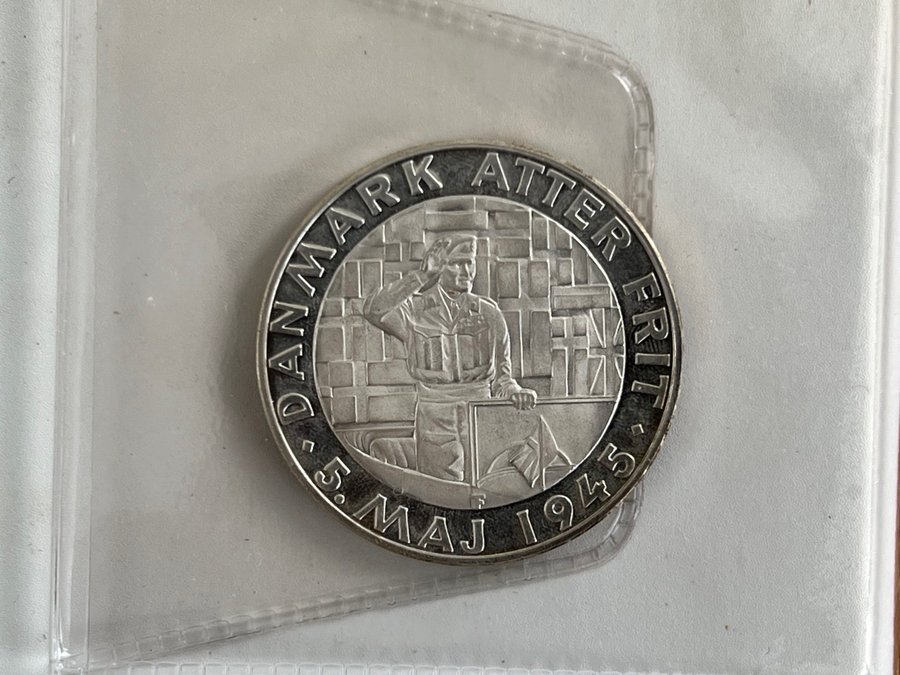 DANMARK ATTER FRIT
· 5. MAJ 1945 ·
F